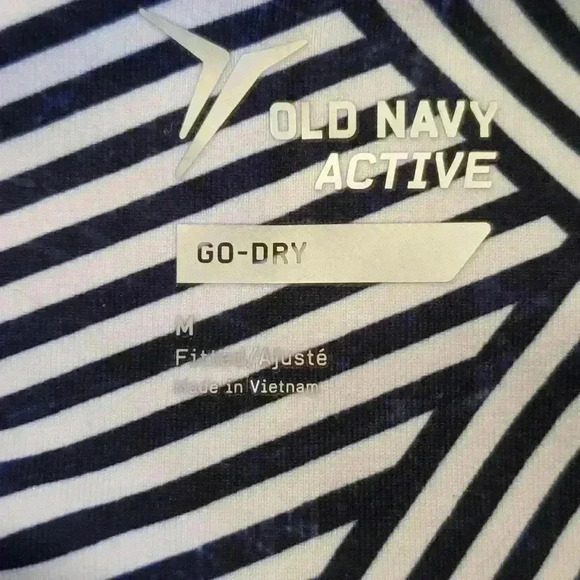 OLD NAVY
ACTIVE
GO-DRY
M
Fitted/Ajusté
Made in Vietnam